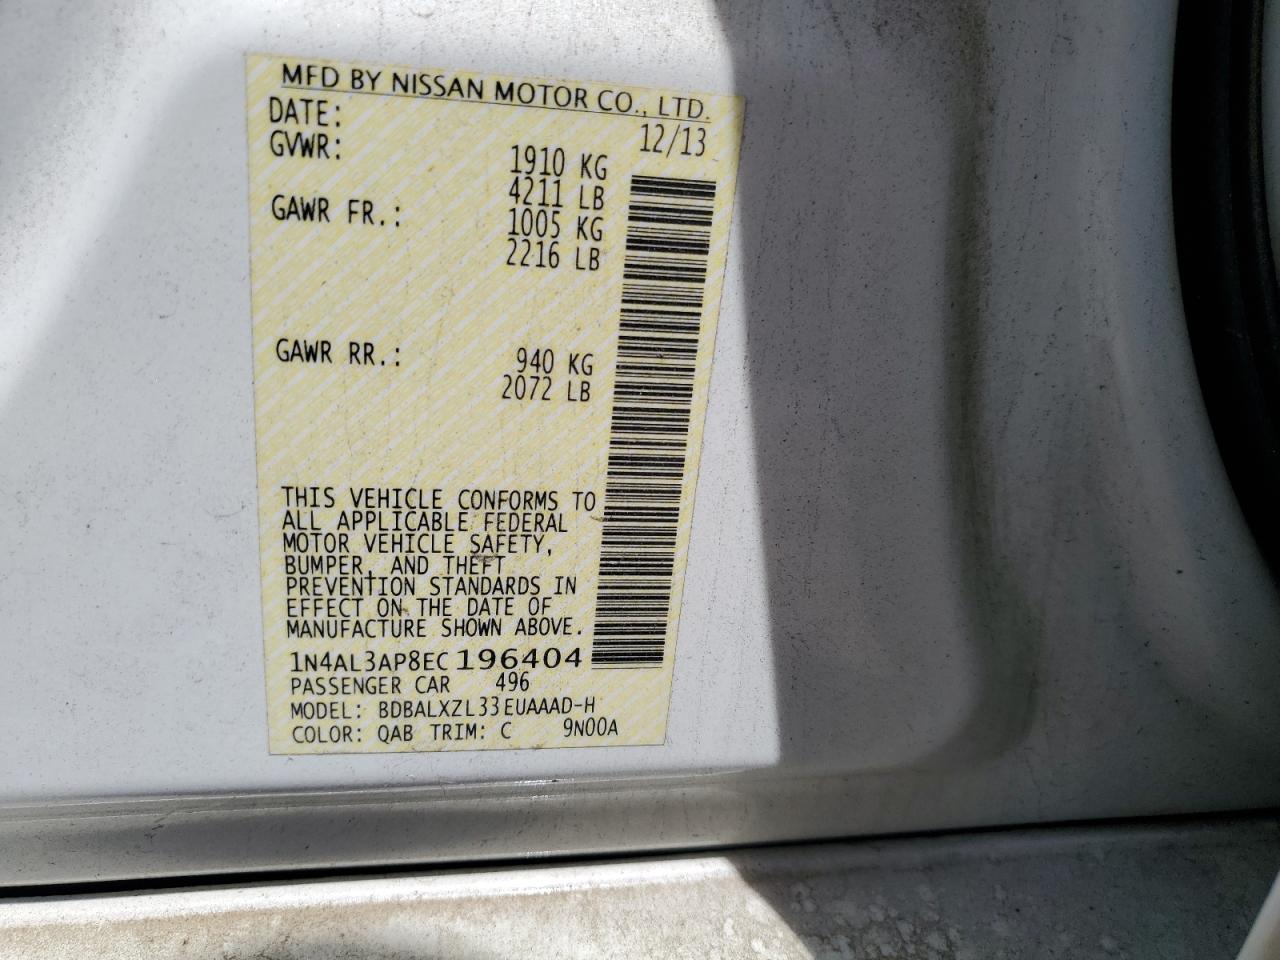 MFD BY NISSAN MOTOR CO., LTD.
DATE: 12/13
GVWR: 1910 KG
4211 LB
GAWR FR.: 1005 KG
2216 LB
GAWR RR.: 940 KG
2072 LB
THIS VEHICLE CONFORMS TO
ALL APPLICABLE FEDERAL
MOTOR VEHICLE SAFETY,
BUMPER, AND THEFT
PREVENTION STANDARDS IN
EFFECT ON THE DATE OF
MANUFACTURE SHOWN ABOVE.
1N4AL3AP8EC196404
PASSENGER CAR 496
MODEL: BDBALXZL33EUAAAD-H
COLOR: QAB TRIM: C 9N00A